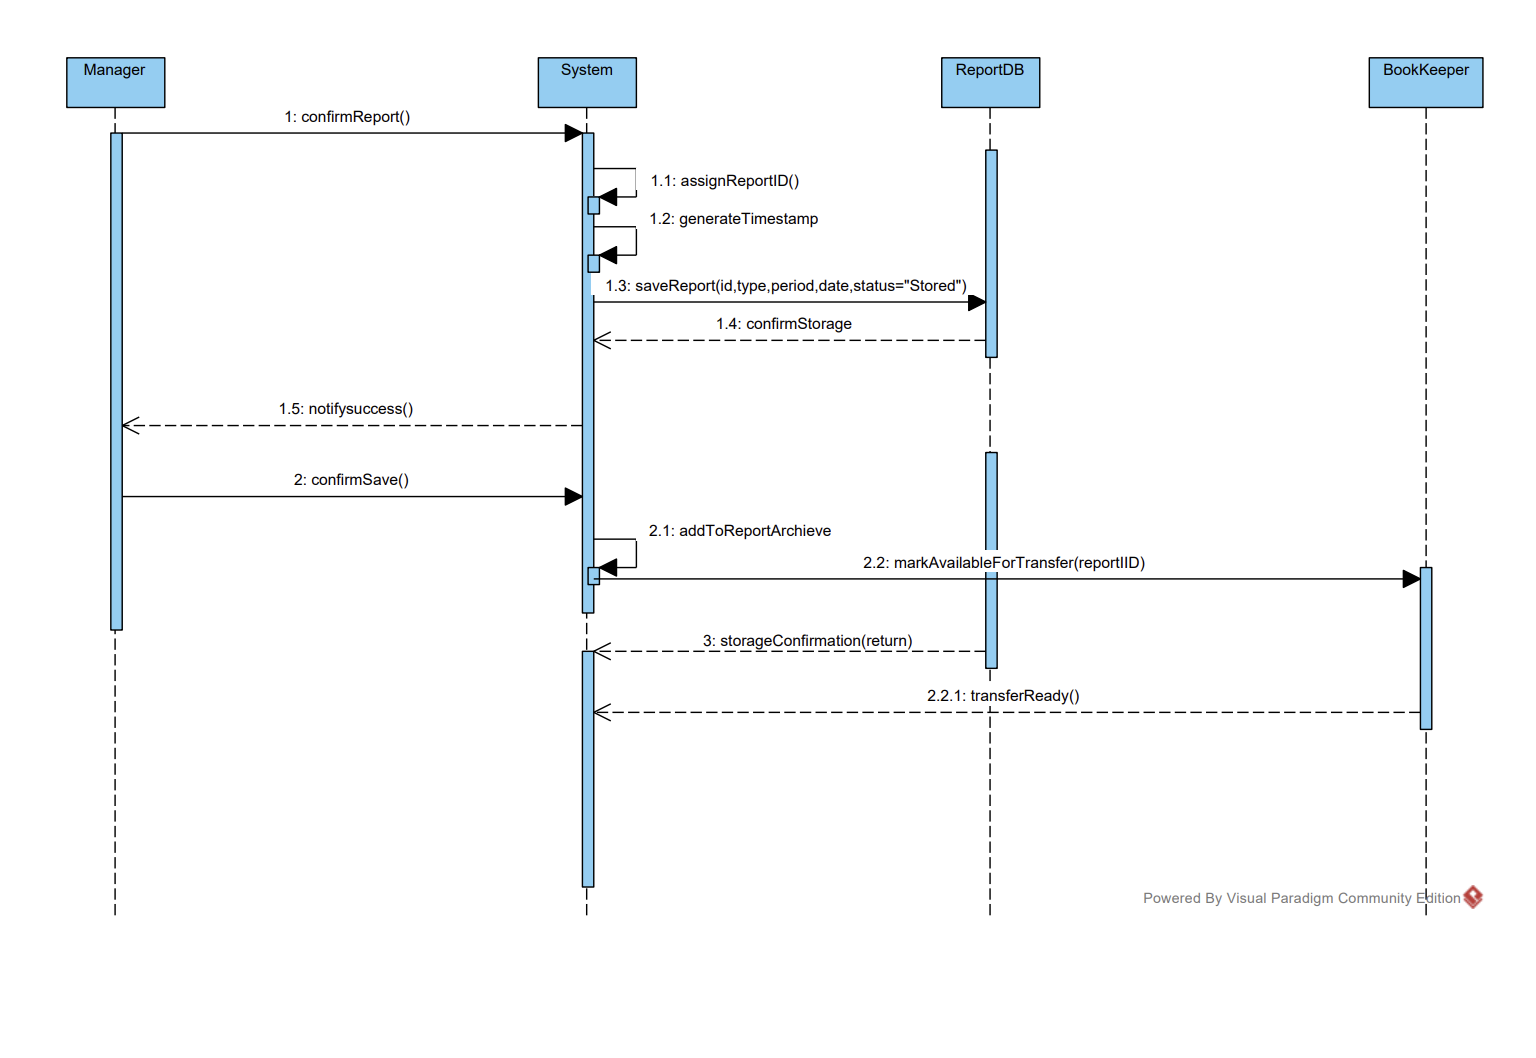 Manager
System
ReportDB
BookKeeper
1: confirmReport()
1.1: assignReportID()
1.2: generateTimestamp
1.3: saveReport(id,type,period,date,status="Stored")
1.4: confirmStorage
1.5: notifysuccess()
2: confirmSave()
2.1: addToReportArchieve
2.2: markAvailableForTransfer(reportIID)
3: storageConfirmation(return)
2.2.1: transferReady()
Powered By Visual Paradigm Community Edition